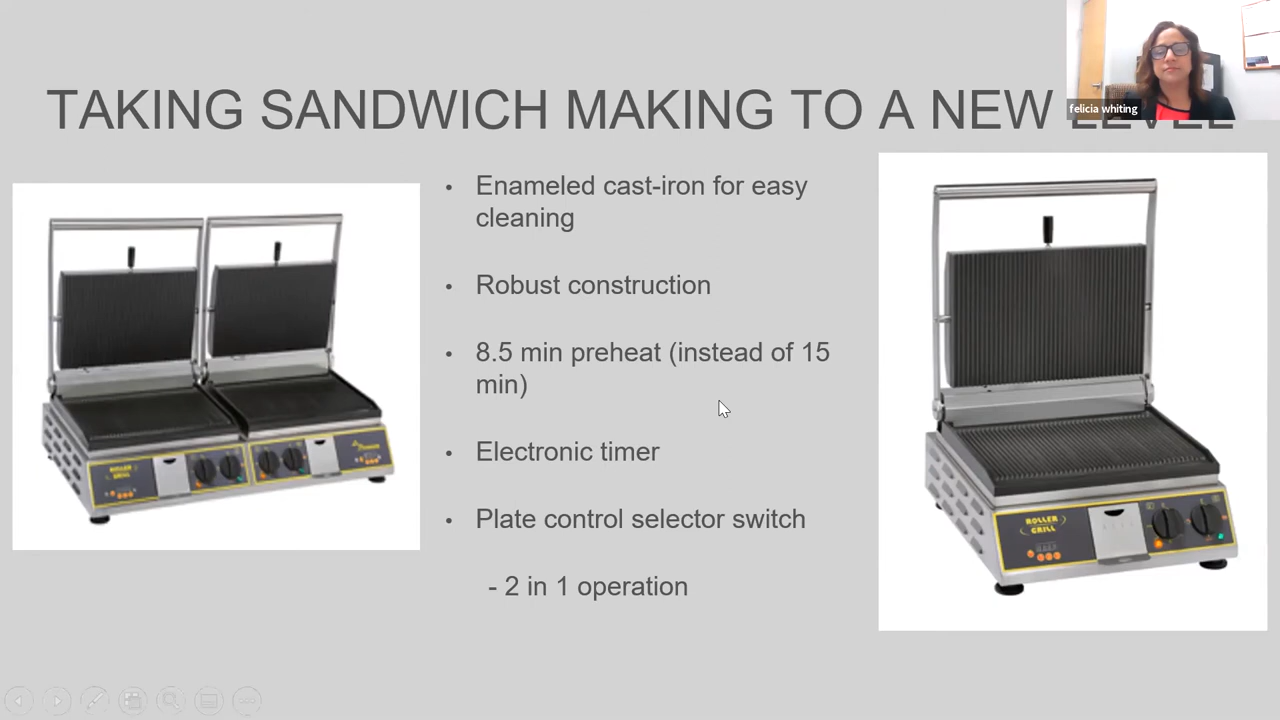 TAKING SANDWICH MAKING TO A NEW LEVEL
felicia whiting
• Enameled cast-iron for easy
cleaning
• Robust construction
• 8.5 min preheat (instead of 15
min)
• Electronic timer
• Plate control selector switch
- 2 in 1 operation
ROLLER
GRILL
ROLLER
GRILL